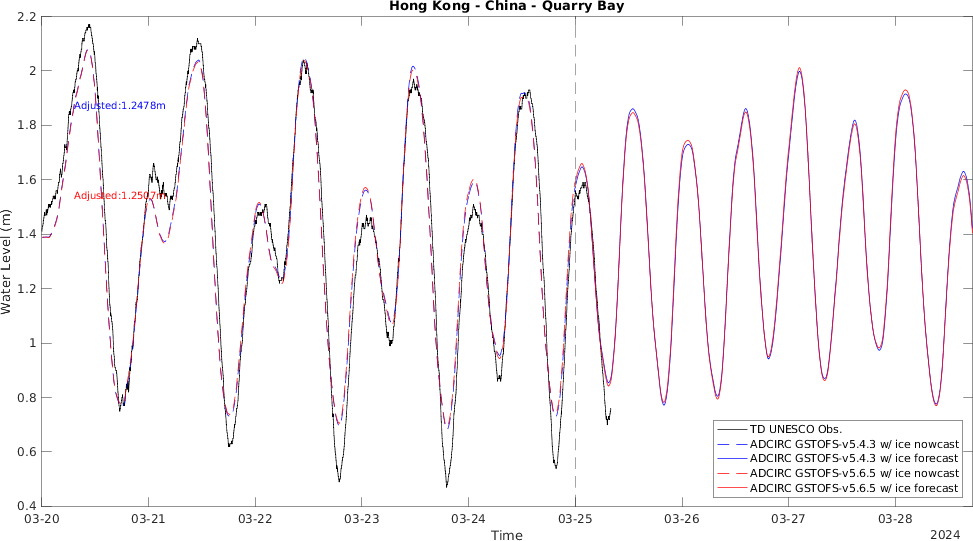 Hong Kong - China - Quarry Bay
2.2
2
1.8
1.6
1.4
1.2
1
0.8
0.6
0.4
Water Level (m)
Adjusted:1.2478m
Adjusted:1.2507m
TD UNESCO Obs.
ADCIRC GSTOFS-v5.4.3 w/ ice nowcast
ADCIRC GSTOFS-v5.4.3 w/ ice forecast
ADCIRC GSTOFS-v5.6.5 w/ ice nowcast
ADCIRC GSTOFS-v5.6.5 w/ ice forecast
03-20 03-21 03-22 03-23 03-24 03-25 03-26 03-27 03-28
Time
2024